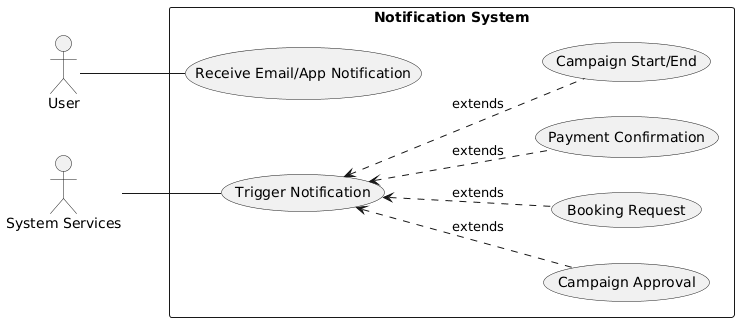 Notification System
User
Receive Email/App Notification
Campaign Start/End
extends
Payment Confirmation
extends
System Services
Trigger Notification
extends
Booking Request
extends
Campaign Approval